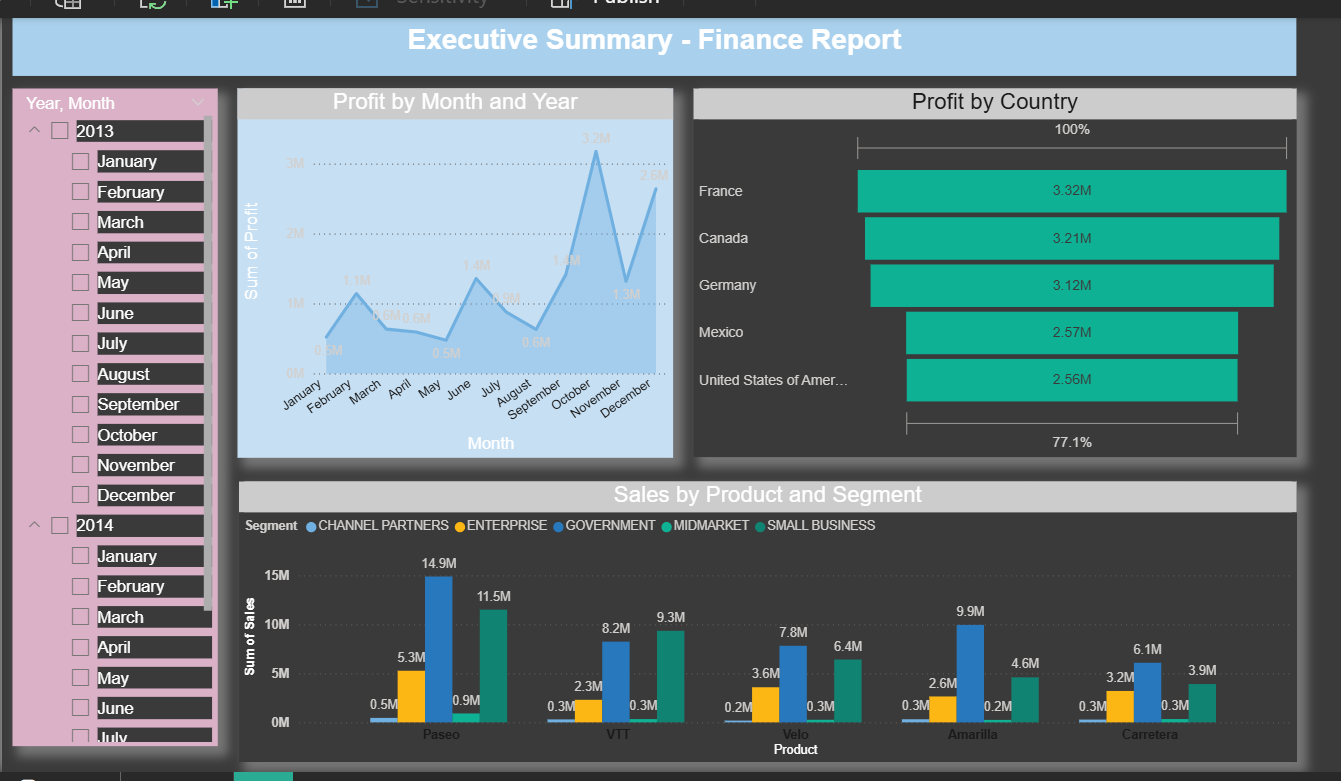 Sensitivity
Publish
Executive Summary - Finance Report
Year, Month
2013
January
February
March
April
May
June
July
August
September
October
November
December
2014
January
February
March
April
May
June
July
Profit by Month and Year
Sum of Profit
3M
2M
1M
0M
0.5M
1.1M
0.6M
0.6M
0.5M
1.4M
0.9M
0.6M
1.4M
3.2M
1.3M
2.6M
January
February
March
April
May
June
July
August
September
October
November
December
Month
Profit by Country
100%
France 3.32M
Canada 3.21M
Germany 3.12M
Mexico 2.57M
United States of Amer... 2.56M
77.1%
Sales by Product and Segment
Segment CHANNEL PARTNERS ENTERPRISE GOVERNMENT MIDMARKET SMALL BUSINESS
Sum of Sales
15M
10M
5M
0M
0.5M 5.3M 14.9M 0.9M 11.5M
0.3M 2.3M 8.2M 0.3M 9.3M
0.2M 3.6M 7.8M 0.3M 6.4M
0.3M 2.6M 9.9M 0.2M 4.6M
0.3M 3.2M 6.1M 0.3M 3.9M
Paseo VTT Velo Amarilla Carretera
Product